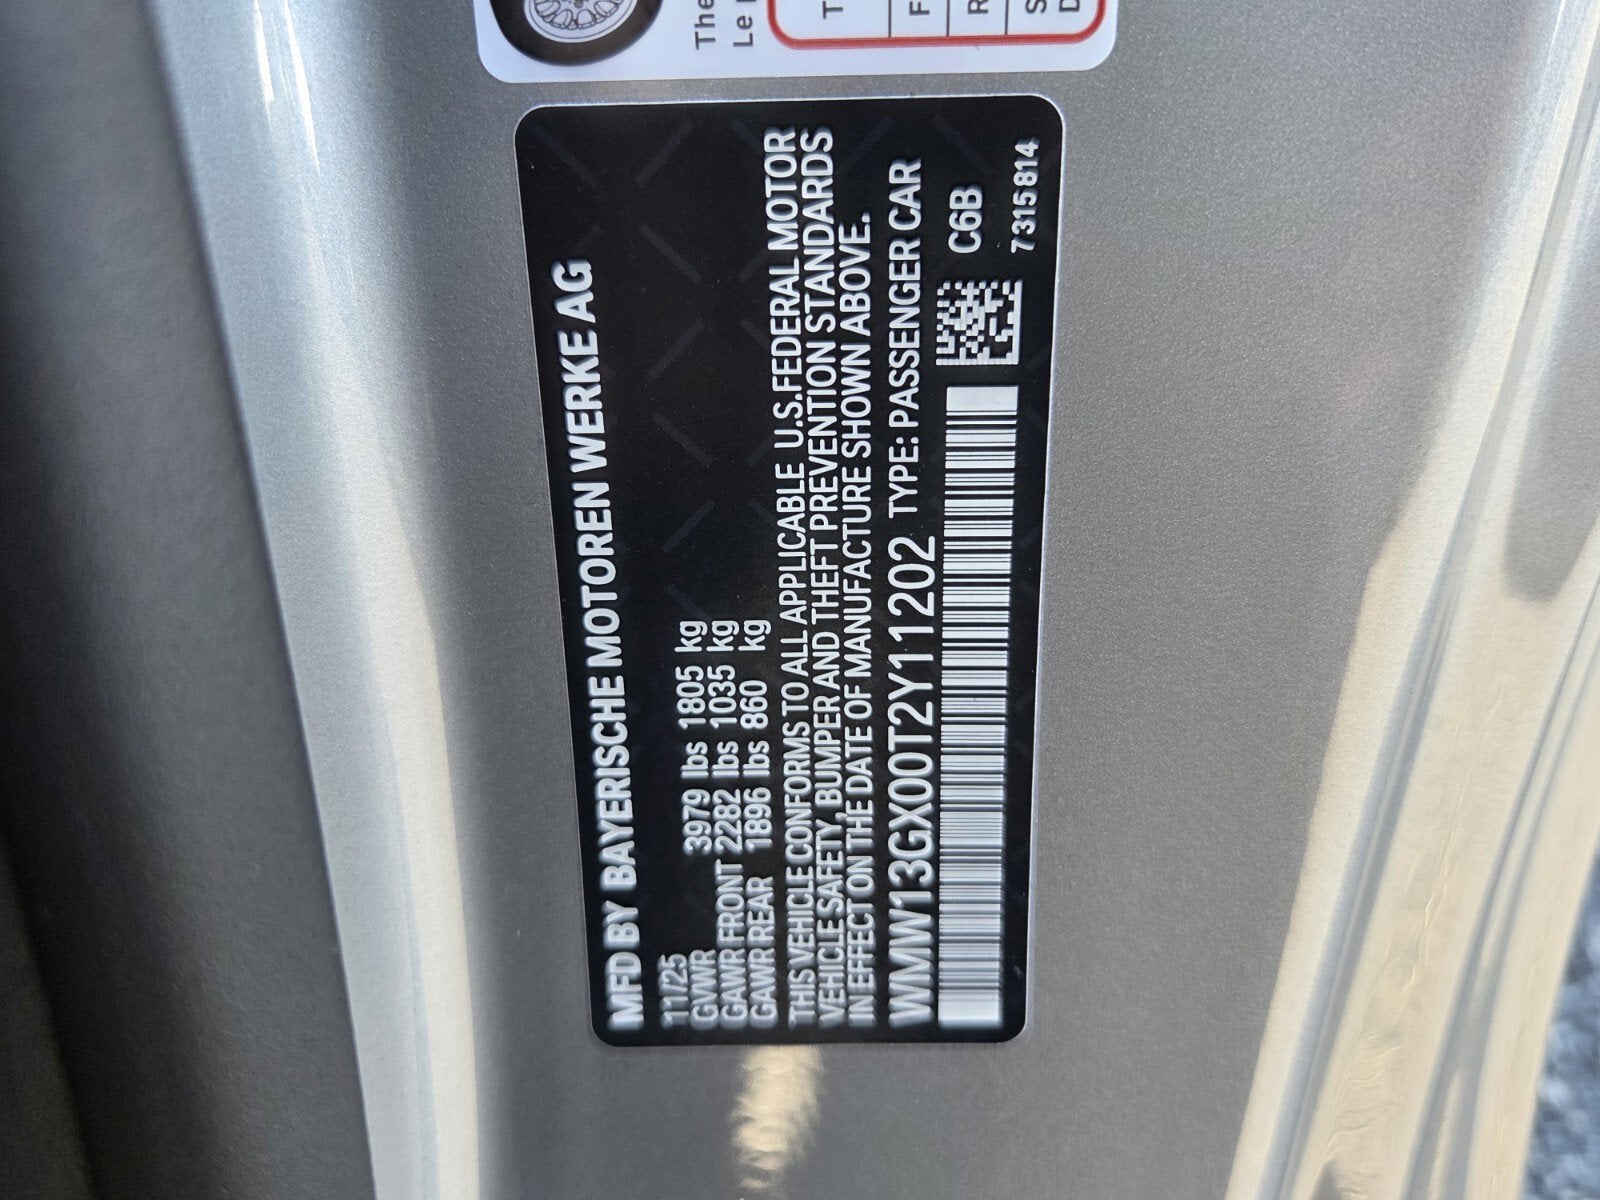 The
Le
MFD BY BAYERISCHE MOTOREN WERKE AG
11/25
GVWR 3979 lbs 1805 kg
GAWR FRONT 2282 lbs 1035 kg
GAWR REAR 1896 lbs 860 kg
THIS VEHICLE CONFORMS TO ALL APPLICABLE U.S.FEDERAL MOTOR
VEHICLE SAFETY, BUMPER AND THEFT PREVENTION STANDARDS
IN EFFECT ON THE DATE OF MANUFACTURE SHOWN ABOVE.
WMW13GX00T2Y11202 TYPE: PASSENGER CAR
C6B
7315814